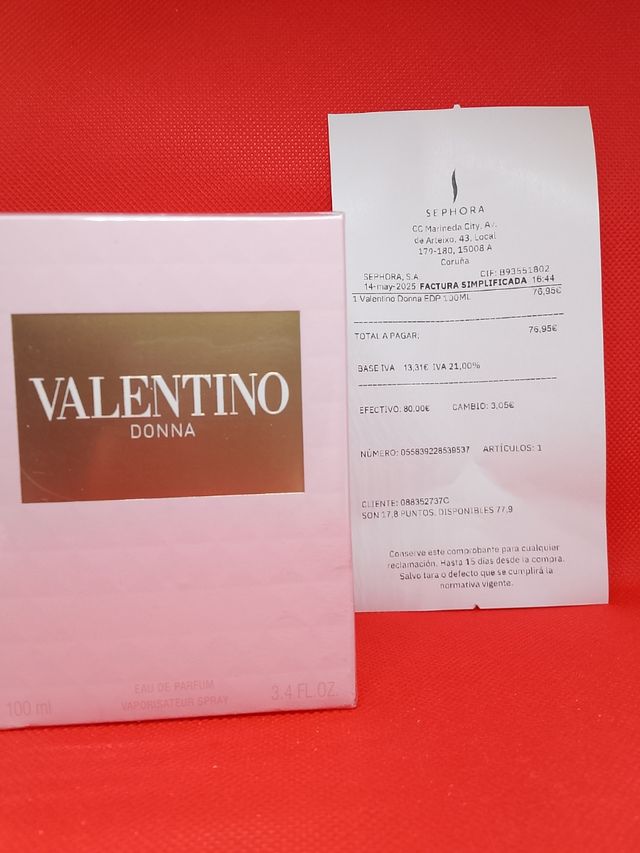 VALENTINO
DONNA
EAU DE PARFUM
100 ml VAPORISATEUR SPRAY 3.4 FL.OZ.
SEPHORA
CC Marineda City, Av.
de Arteixo, 43, Local
179-180, 15008 A
Coruña
SEPHORA, S.A. CIF: B93551802
14-may-2025 FACTURA SIMPLIFICADA 16:44
1 Valentino Donna EDP 100ML 76,95€
TOTAL A PAGAR: 76,95€
BASE IVA 13,31€ IVA 21,00%
EFECTIVO: 80,00€ CAMBIO: 3,05€
NÚMERO: 055839228539537 ARTÍCULOS: 1
CLIENTE: 088352737C
SON 17,8 PUNTOS, DISPONIBLES 77,9
Conserve este comprobante para cualquier
reclamación. Hasta 15 días desde la compra.
Salvo tara o defecto que se cumplirá la
normativa vigente.